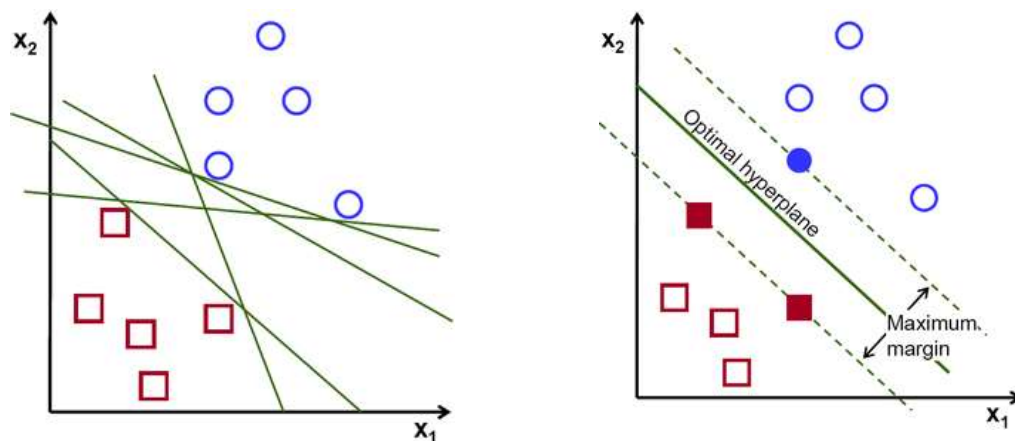 x₂
x₁
x₂
Optimal hyperplane
Maximum
margin
x₁